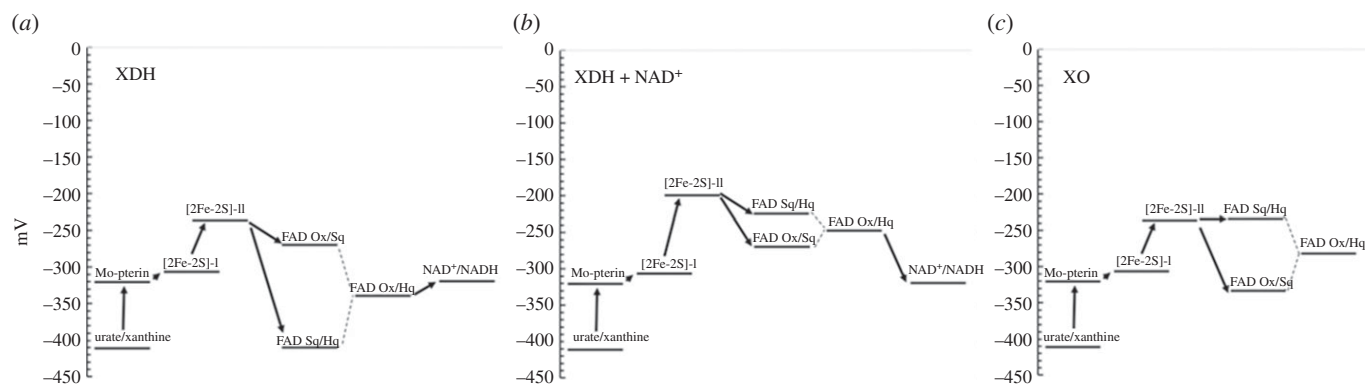 (a)
0
−50
−100
−150
−200
−250
−300
−350
−400
−450
mV
XDH
[2Fe-2S]-ll
FAD Ox/Sq
Mo-pterin
[2Fe-2S]-l
NAD+/NADH
FAD Ox/Hq
urate/xanthine
FAD Sq/Hq
(b)
0
−50
−100
−150
−200
−250
−300
−350
−400
−450
XDH + NAD+
[2Fe-2S]-ll
FAD Sq/Hq
FAD Ox/Hq
FAD Ox/Sq
Mo-pterin
[2Fe-2S]-l
NAD+/NADH
urate/xanthine
(c)
0
−50
−100
−150
−200
−250
−300
−350
−400
−450
XO
[2Fe-2S]-ll
FAD Sq/Hq
FAD Ox/Hq
Mo-pterin
[2Fe-2S]-l
FAD Ox/Sq
urate/xanthine